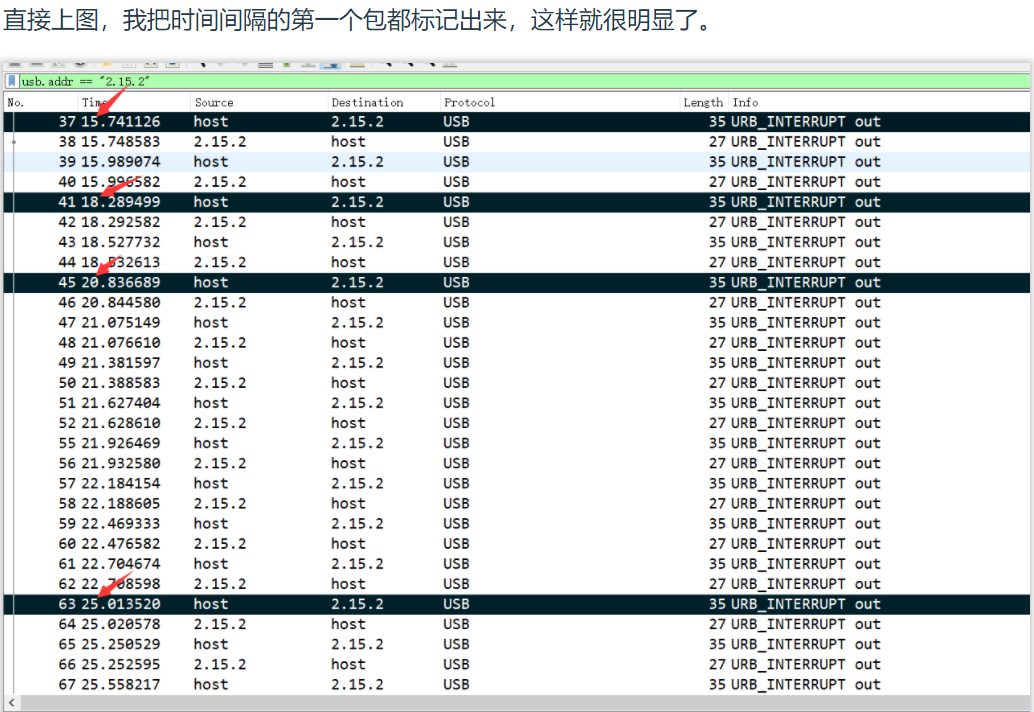 直接上图，我把时间间隔的第一个包都标记出来，这样就很明显了。
usb.addr == "2.15.2"
No. Time Source Destination Protocol Length Info
37 15.741126 host 2.15.2 USB 35 URB_INTERRUPT out
38 15.748583 2.15.2 host USB 27 URB_INTERRUPT out
39 15.989074 host 2.15.2 USB 35 URB_INTERRUPT out
40 15.996582 2.15.2 host USB 27 URB_INTERRUPT out
41 18.289499 host 2.15.2 USB 35 URB_INTERRUPT out
42 18.292582 2.15.2 host USB 27 URB_INTERRUPT out
43 18.527732 host 2.15.2 USB 35 URB_INTERRUPT out
44 18.532613 2.15.2 host USB 27 URB_INTERRUPT out
45 20.836689 host 2.15.2 USB 35 URB_INTERRUPT out
46 20.844580 2.15.2 host USB 27 URB_INTERRUPT out
47 21.075149 host 2.15.2 USB 35 URB_INTERRUPT out
48 21.076610 2.15.2 host USB 27 URB_INTERRUPT out
49 21.381597 host 2.15.2 USB 35 URB_INTERRUPT out
50 21.388583 2.15.2 host USB 27 URB_INTERRUPT out
51 21.627404 host 2.15.2 USB 35 URB_INTERRUPT out
52 21.628610 2.15.2 host USB 27 URB_INTERRUPT out
55 21.926469 host 2.15.2 USB 35 URB_INTERRUPT out
56 21.932580 2.15.2 host USB 27 URB_INTERRUPT out
57 22.184154 host 2.15.2 USB 35 URB_INTERRUPT out
58 22.188605 2.15.2 host USB 27 URB_INTERRUPT out
59 22.469333 host 2.15.2 USB 35 URB_INTERRUPT out
60 22.476582 2.15.2 host USB 27 URB_INTERRUPT out
61 22.704674 host 2.15.2 USB 35 URB_INTERRUPT out
62 22.708598 2.15.2 host USB 27 URB_INTERRUPT out
63 25.013520 host 2.15.2 USB 35 URB_INTERRUPT out
64 25.020578 2.15.2 host USB 27 URB_INTERRUPT out
65 25.250529 host 2.15.2 USB 35 URB_INTERRUPT out
66 25.252595 2.15.2 host USB 27 URB_INTERRUPT out
67 25.558217 host 2.15.2 USB 35 URB_INTERRUPT out